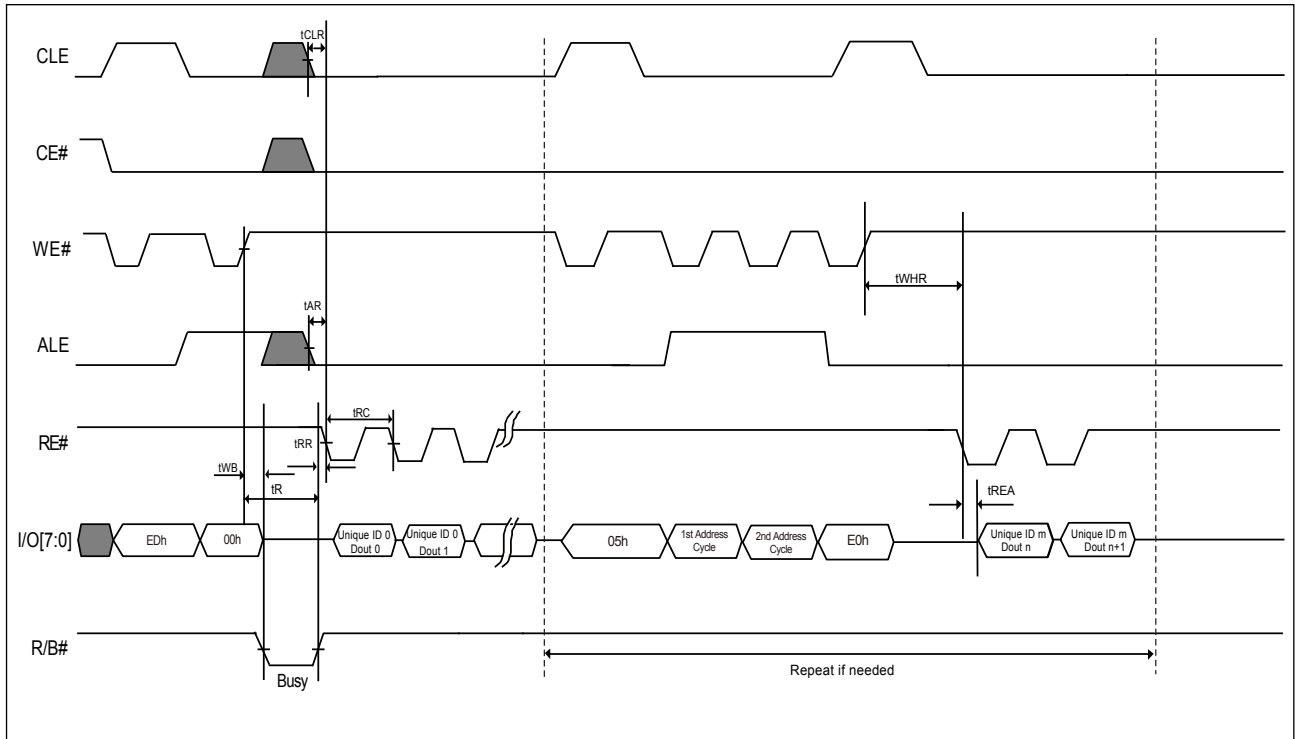 tCLR
CLE
CE#
WE#
tWHR
tAR
ALE
tRC
RE#
tRR
tWB
tR
tREA
I/O[7:0]
EDh
00h
Unique ID 0
Dout 0
Unique ID 0
Dout 1
05h
1st Address
Cycle
2nd Address
Cycle
E0h
Unique ID m
Dout n
Unique ID m
Dout n+1
R/B#
Busy
Repeat if needed